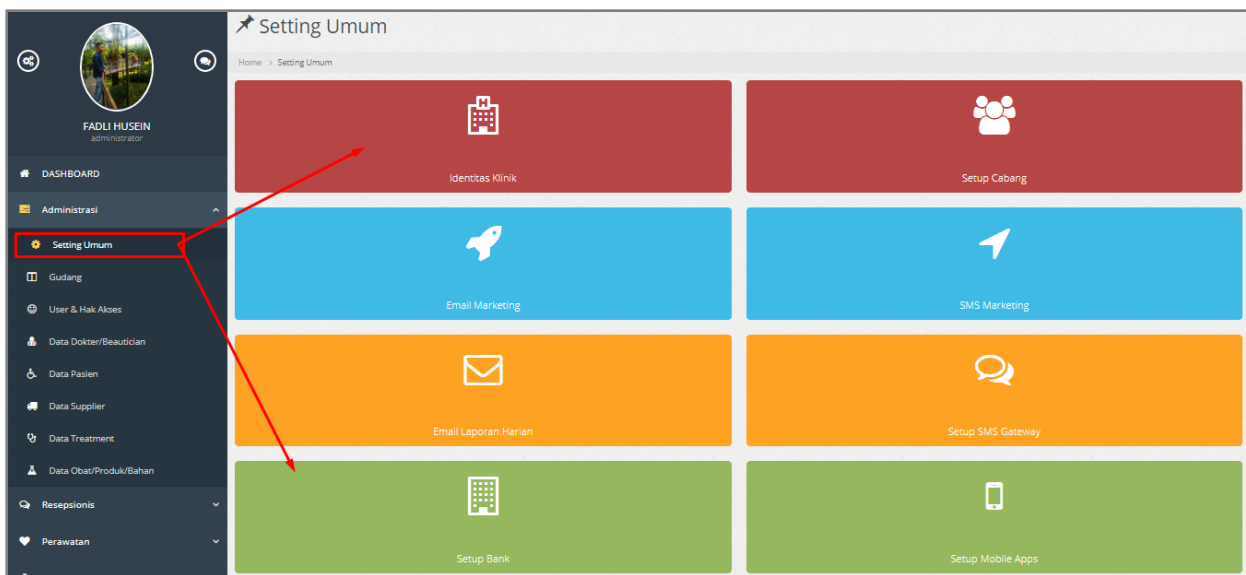 FADLI HUSEIN
administrator
DASHBOARD
Administrasi
Setting Umum
Gudang
User & Hak Akses
Data Dokter/Beautician
Data Pasien
Data Supplier
Data Treatment
Data Obat/Produk/Bahan
Resepsionis
Perawatan
Setting Umum
Home > Setting Umum
Identitas Klinik
Setup Cabang
Email Marketing
SMS Marketing
Email Laporan Harian
Setup SMS Gateway
Setup Bank
Setup Mobile Apps